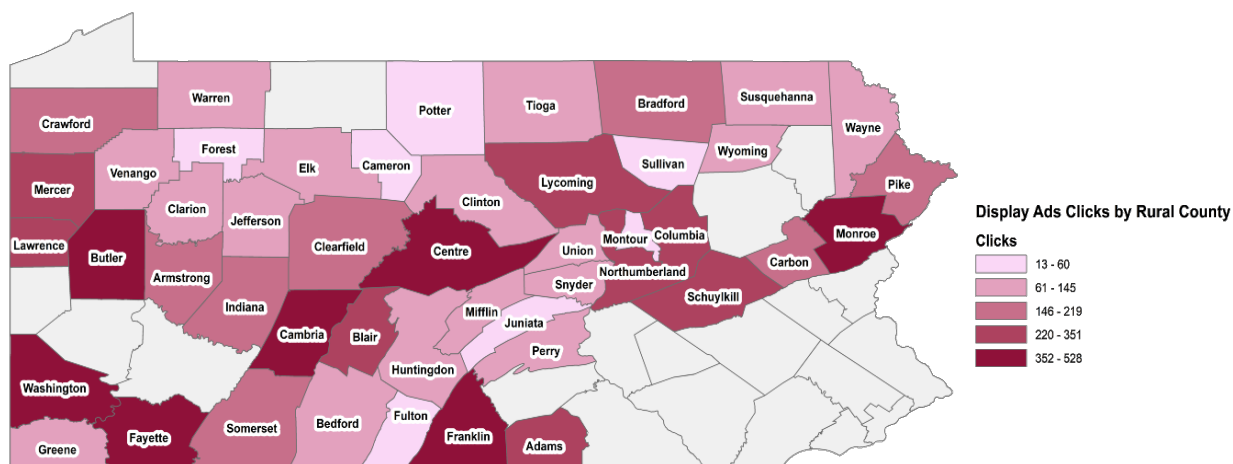 Warren
Potter
Tioga
Bradford
Susquehanna
Crawford
Wayne
Forest
Wyoming
Sullivan
Elk
Cameron
Venango
Lycoming
Pike
Mercer
Clinton
Clarion
Jefferson
Monroe
Columbia
Montour
Lawrence
Clearfield
Centre
Union
Butler
Carbon
Northumberland
Armstrong
Snyder
Schuylkill
Indiana
Mifflin
Juniata
Cambria
Blair
Perry
Huntingdon
Washington
Fulton
Bedford
Somerset
Fayette
Franklin
Adams
Greene
Display Ads Clicks by Rural County
Clicks
13 - 60
61 - 145
146 - 219
220 - 351
352 - 528